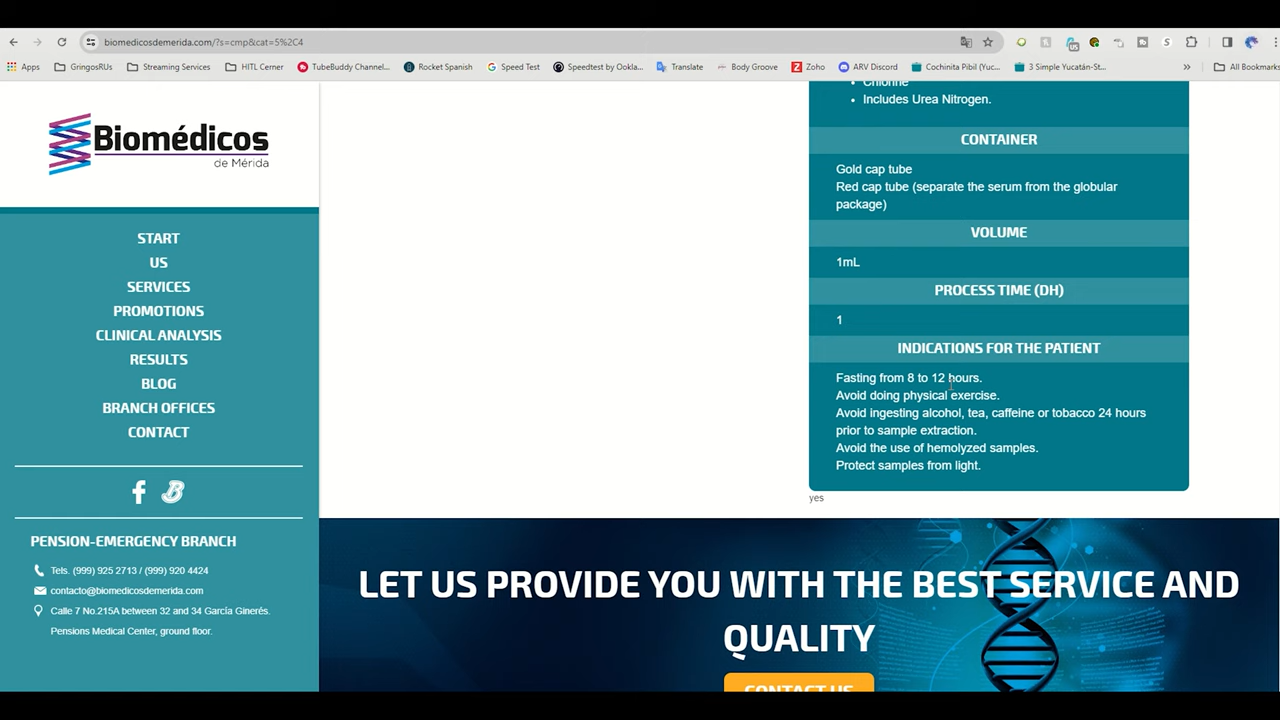 biomedicosdemerida.com/?s=cmp&cat=5%2C4
Apps
GringosRUs
Streaming Services
HITL Cerner
TubeBuddy Channel...
Rocket Spanish
Speed Test
Speedtest by Ookla...
Translate
Body Groove
Zoho
ARV Discord
Cochinita Pibil (Yuc...
3 Simple Yucatán-St...
»
All Bookmarks
Biomédicos
de Mérida
START
US
SERVICES
PROMOTIONS
CLINICAL ANALYSIS
RESULTS
BLOG
BRANCH OFFICES
CONTACT
PENSION-EMERGENCY BRANCH
Tels. (999) 925 2713 / (999) 920 4424
contacto@biomedicosdemerida.com
Calle 7 No.215A between 32 and 34 García Ginerés.
Pensions Medical Center, ground floor.
Chlorine
Includes Urea Nitrogen.
CONTAINER
Gold cap tube
Red cap tube (separate the serum from the globular
package)
VOLUME
1mL
PROCESS TIME (DH)
1
INDICATIONS FOR THE PATIENT
Fasting from 8 to 12 hours.
Avoid doing physical exercise.
Avoid ingesting alcohol, tea, caffeine or tobacco 24 hours
prior to sample extraction.
Avoid the use of hemolyzed samples.
Protect samples from light.
yes
LET US PROVIDE YOU WITH THE BEST SERVICE AND
QUALITY
CONTACT US